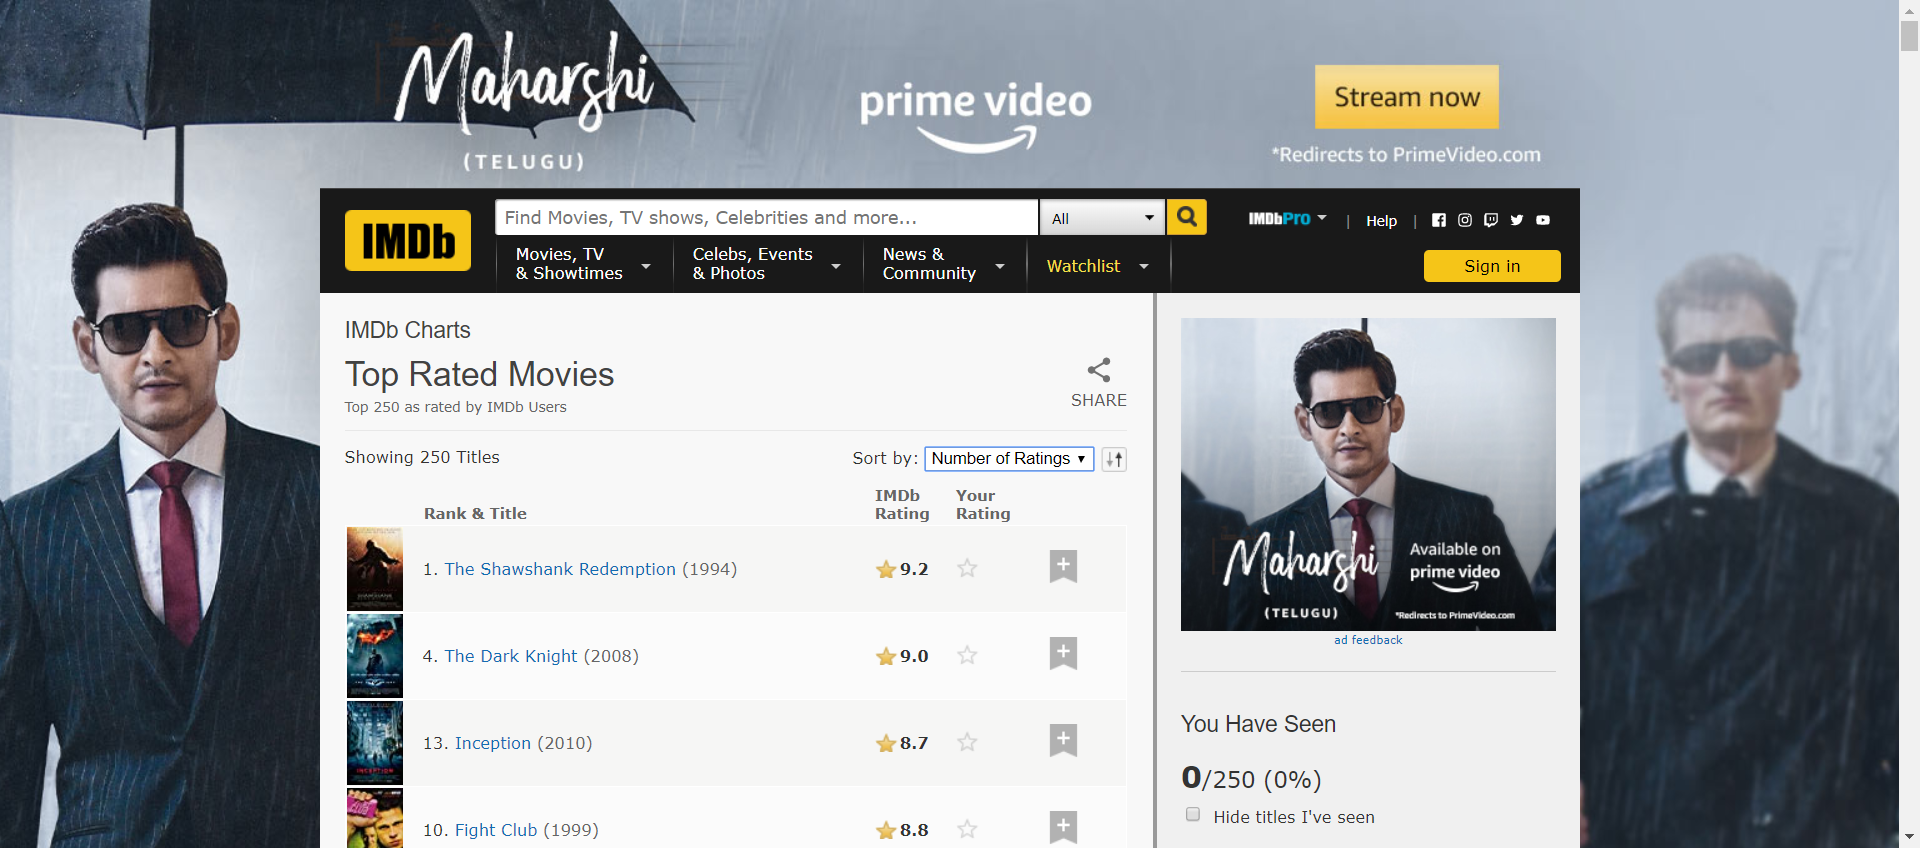 Maharshi
(TELUGU)
prime video
Stream now
*Redirects to PrimeVideo.com
IMDb
Find Movies, TV shows, Celebrities and more...
All
IMDbPro
|
Help
|
Movies, TV
& Showtimes
Celebs, Events
& Photos
News &
Community
Watchlist
Sign in
IMDb Charts
Top Rated Movies
Top 250 as rated by IMDb Users
SHARE
Showing 250 Titles
Sort by: Number of Ratings
Rank & Title
IMDb
Rating
Your
Rating
1. The Shawshank Redemption (1994) 9.2
4. The Dark Knight (2008) 9.0
INCEPTION
13. Inception (2010) 8.7
10. Fight Club (1999) 8.8
Maharshi
(TELUGU)
Available on
prime video
*Redirects to PrimeVideo.com
ad feedback
You Have Seen
0/250 (0%)
Hide titles I've seen